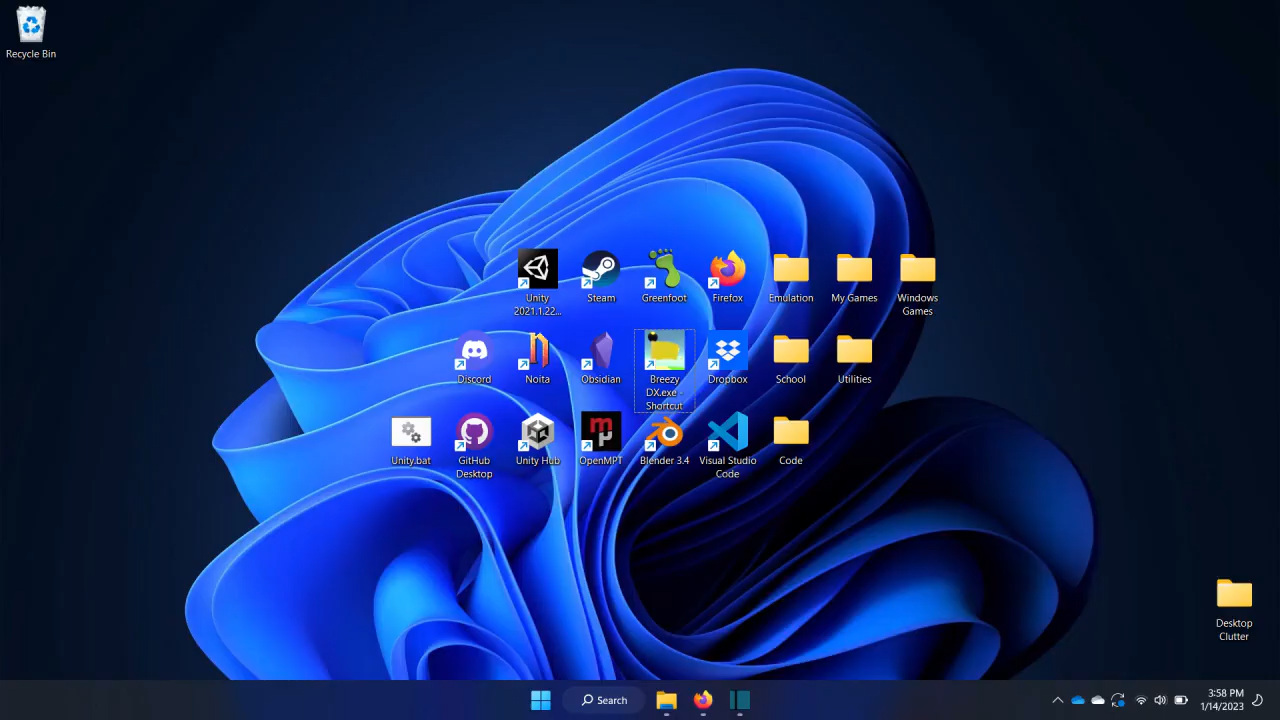 Recycle Bin
Unity
2021.1.22...
Steam
Greenfoot
Firefox
Emulation
My Games
Windows
Games
Discord
Noita
Obsidian
Breezy
DX.exe -
Shortcut
Dropbox
School
Utilities
Unity.bat
GitHub
Desktop
Unity Hub
OpenMPT
Blender 3.4
Visual Studio
Code
Code
Desktop
Clutter
Search
3:58 PM
1/14/2023